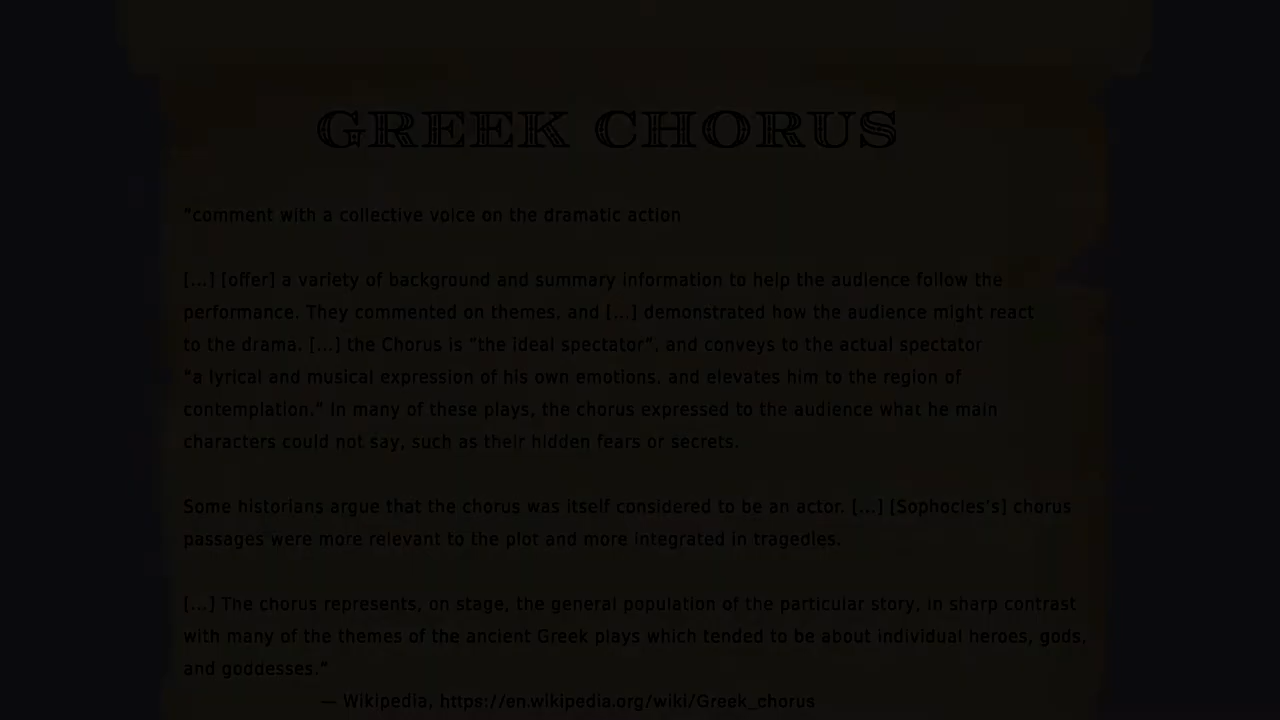 GREEK CHORUS
"comment with a collective voice on the dramatic action
[...] [offer] a variety of background and summary information to help the audience follow the
performance. They commented on themes, and [...] demonstrated how the audience might react
to the drama. [...] the Chorus is "the ideal spectator", and conveys to the actual spectator
"a lyrical and musical expression of his own emotions, and elevates him to the region of
contemplation." In many of these plays, the chorus expressed to the audience what he main
characters could not say, such as their hidden fears or secrets.
Some historians argue that the chorus was itself considered to be an actor. [...] [Sophocles's] chorus
passages were more relevant to the plot and more integrated in tragedies.
[...] The chorus represents, on stage, the general population of the particular story, in sharp contrast
with many of the themes of the ancient Greek plays which tended to be about individual heroes, gods,
and goddesses."
— Wikipedia, https://en.wikipedia.org/wiki/Greek_chorus